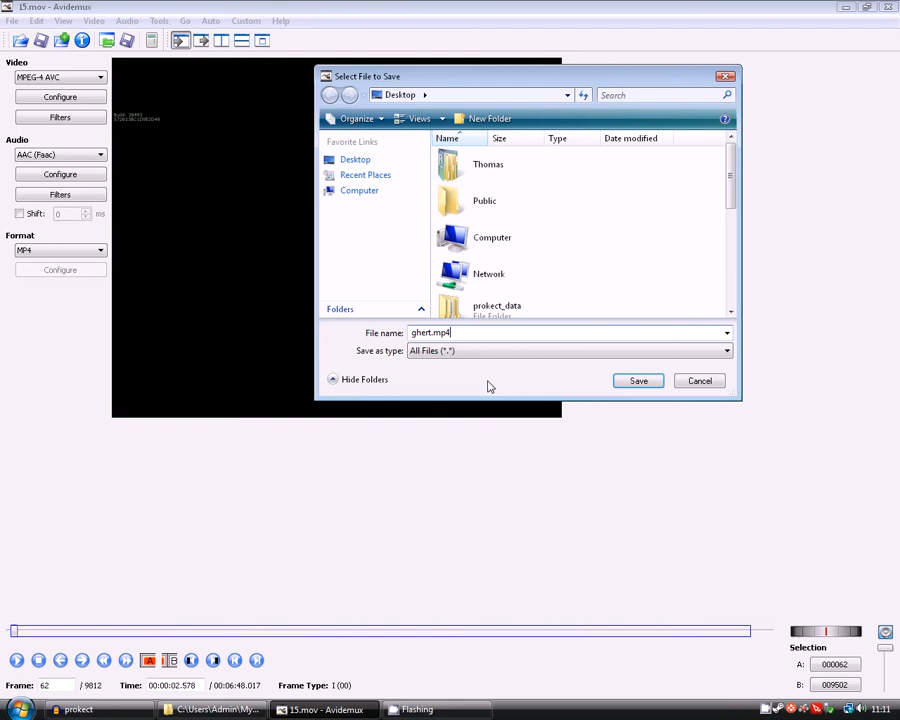 15.mov - Avidemux
File Edit View Video Audio Tools Go Auto Custom Help
Video
MPEG-4 AVC
Configure
Filters
Audio
AAC (Faac)
Configure
Filters
Shift: 0 ms
Format
MP4
Configure
Select File to Save
Desktop
Search
Organize Views New Folder
Favorite Links
Desktop
Recent Places
Computer
Folders
Name Size Type Date modified
Thomas
Public
Computer
Network
prokect_data
File Folder
File name: ghert.mp4
Save as type: All Files (*.*)
Hide Folders
Save Cancel
A B
Selection
A: 000062
B: 009502
Frame: 62 / 9812 Time: 00:00:02.578 / 00:06:48.017 Frame Type: I (00)
prokect C:\Users\Admin\My... 15.mov - Avidemux Flashing 11:11